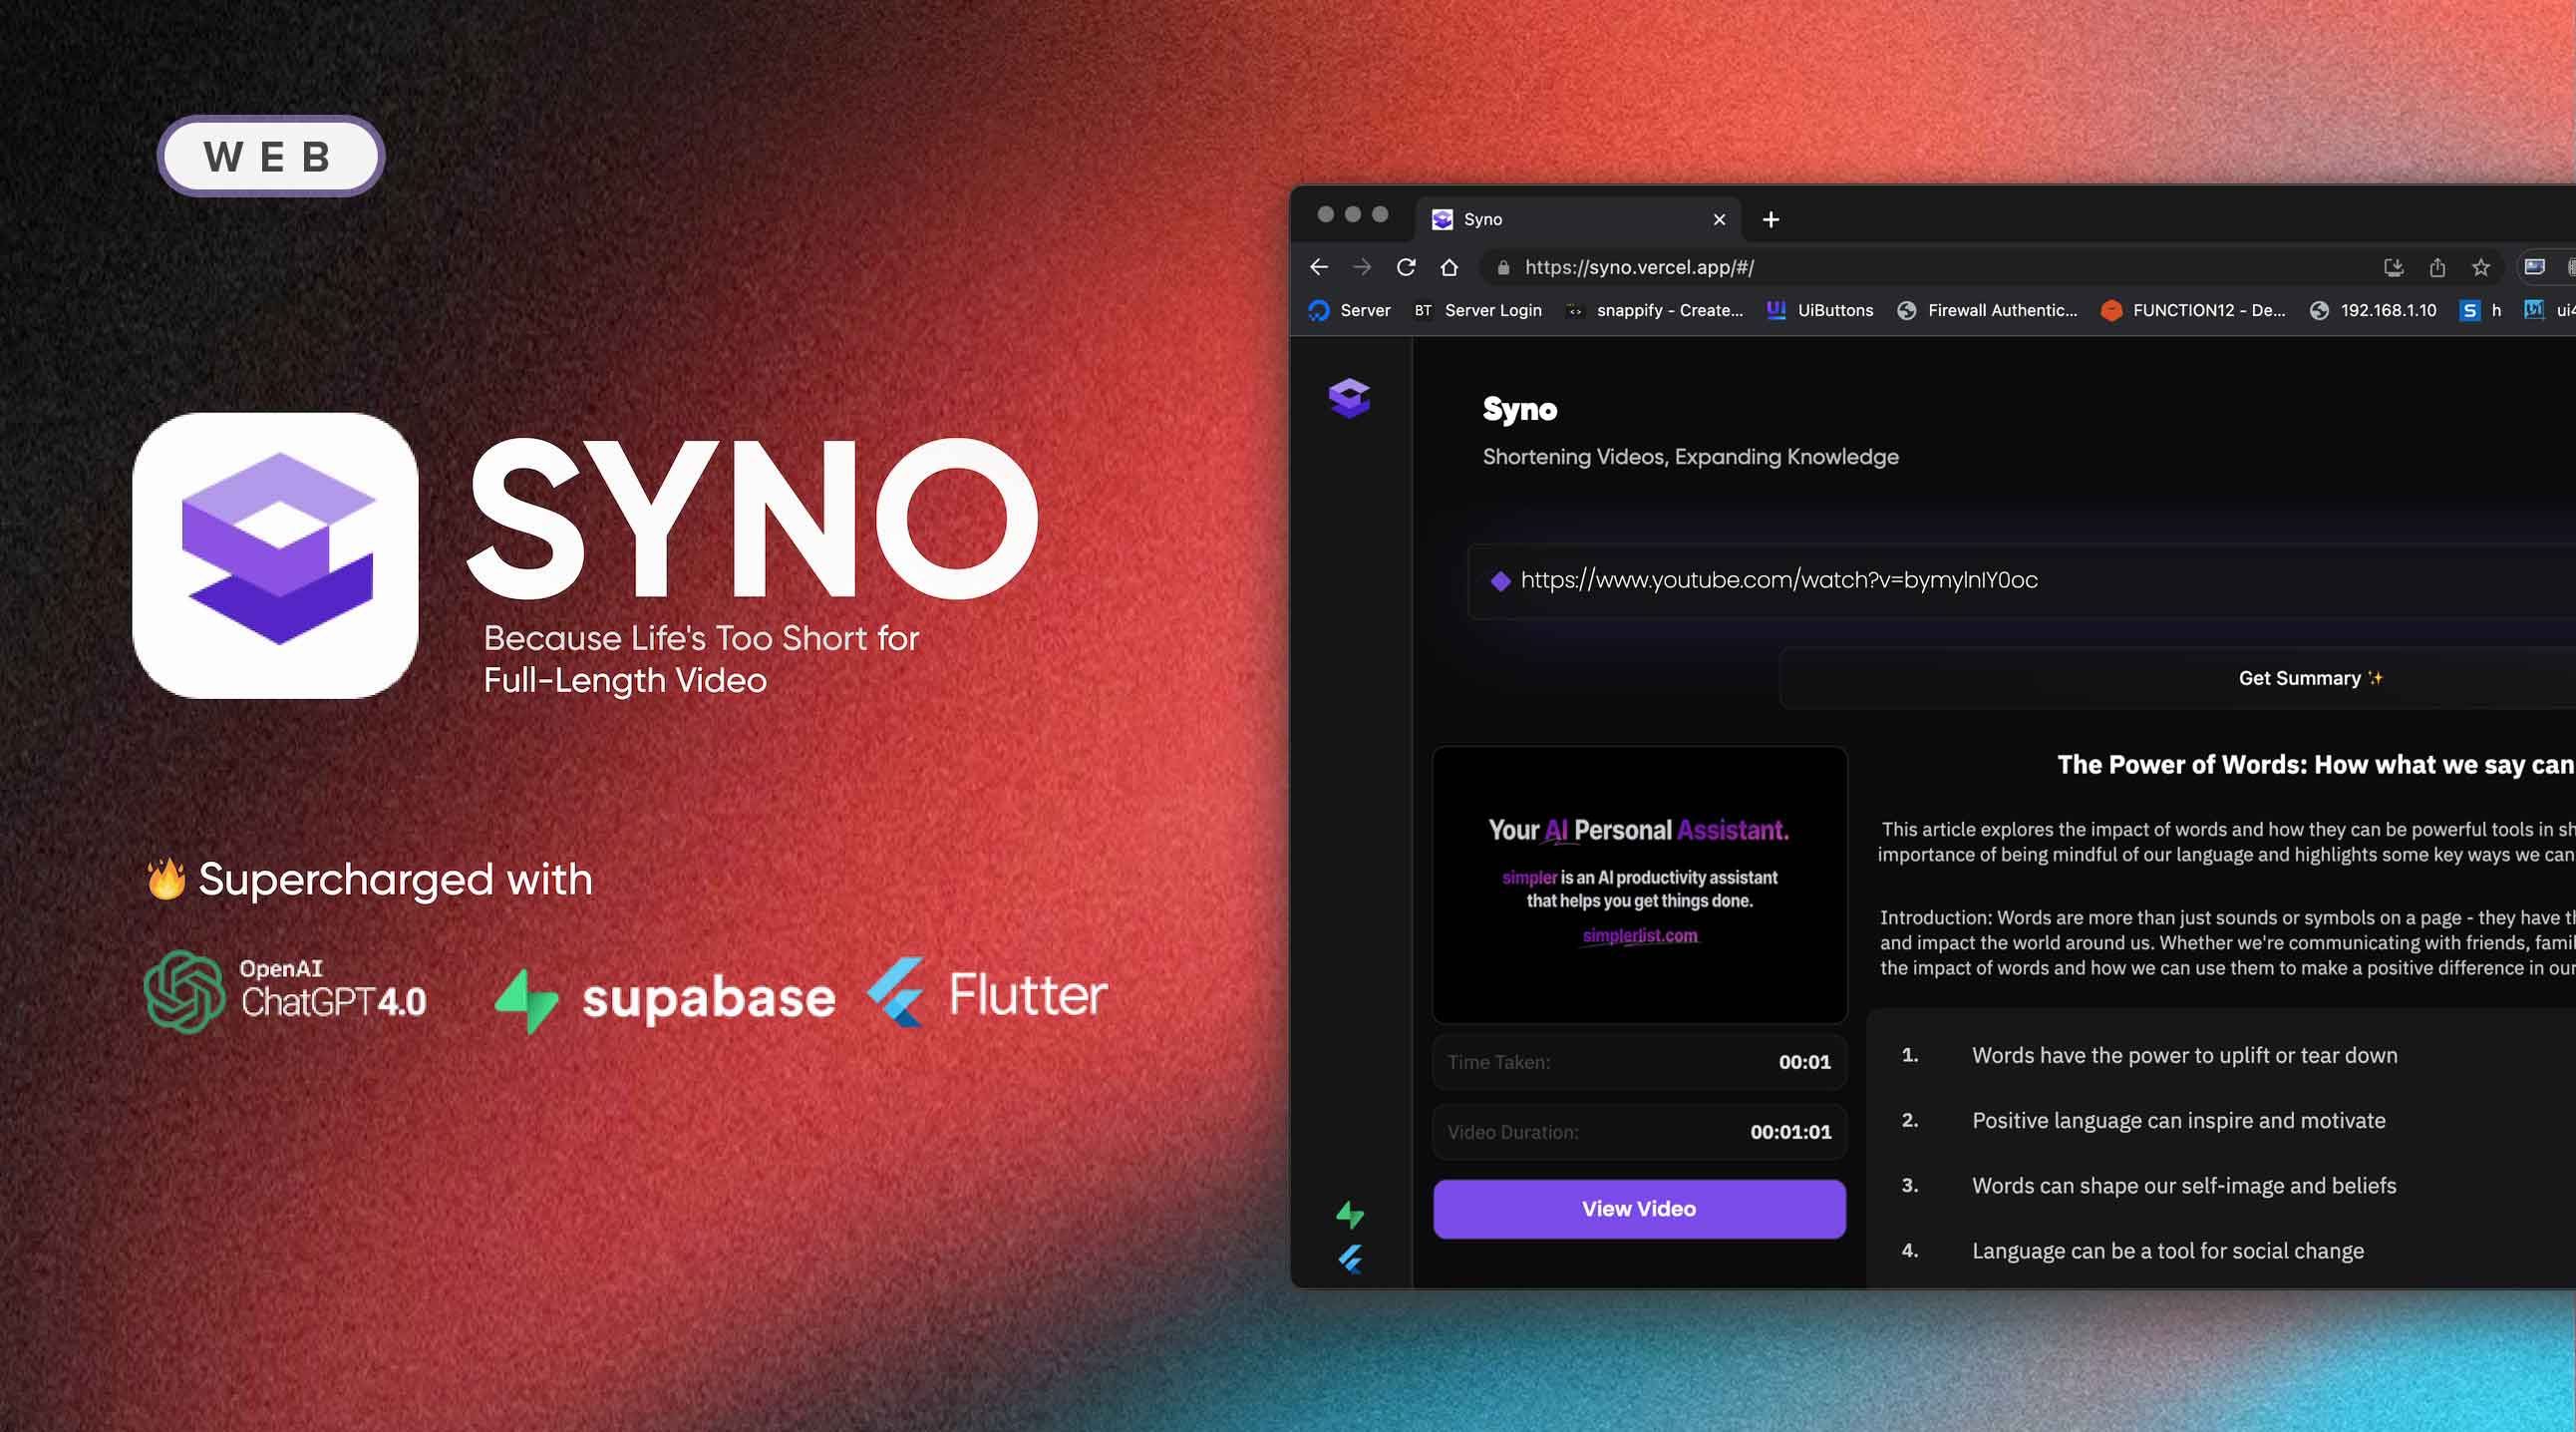 WEB
SYNO
Because Life's Too Short for
Full-Length Video
🔥 Supercharged with
OpenAI
ChatGPT4.0
supabase
Flutter
Syno
https://syno.vercel.app/#/
Server
BT Server Login
snappify - Create...
UiButtons
Firewall Authentic...
FUNCTION12 - De...
192.168.1.10
S h
Syno
Shortening Videos, Expanding Knowledge
https://www.youtube.com/watch?v=bymylnIY0oc
Get Summary ✨
Your AI Personal Assistant.
simpler is an AI productivity assistant
that helps you get things done.
simplerlist.com
Time Taken: 00:01
Video Duration: 00:01:01
View Video
The Power of Words: How what we say can
This article explores the impact of words and how they can be powerful tools in sh
importance of being mindful of our language and highlights some key ways we can
Introduction: Words are more than just sounds or symbols on a page - they have th
and impact the world around us. Whether we're communicating with friends, famil
the impact of words and how we can use them to make a positive difference in our
1. Words have the power to uplift or tear down
2. Positive language can inspire and motivate
3. Words can shape our self-image and beliefs
4. Language can be a tool for social change